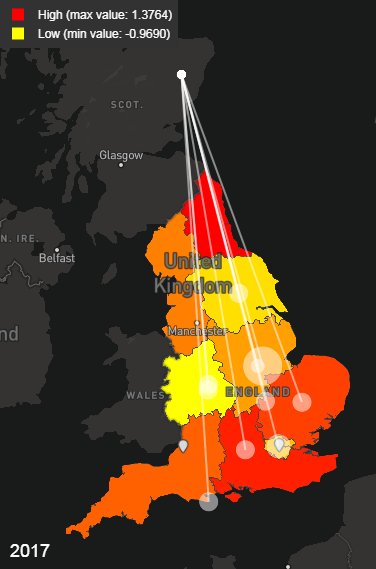 High (max value: 1.3764)
Low (min value: -0.9690)
SCOT.
Glasgow
N. IRE.
Belfast
United
Kingdom
Manchester
nd
WALES
ENGLAND
2017